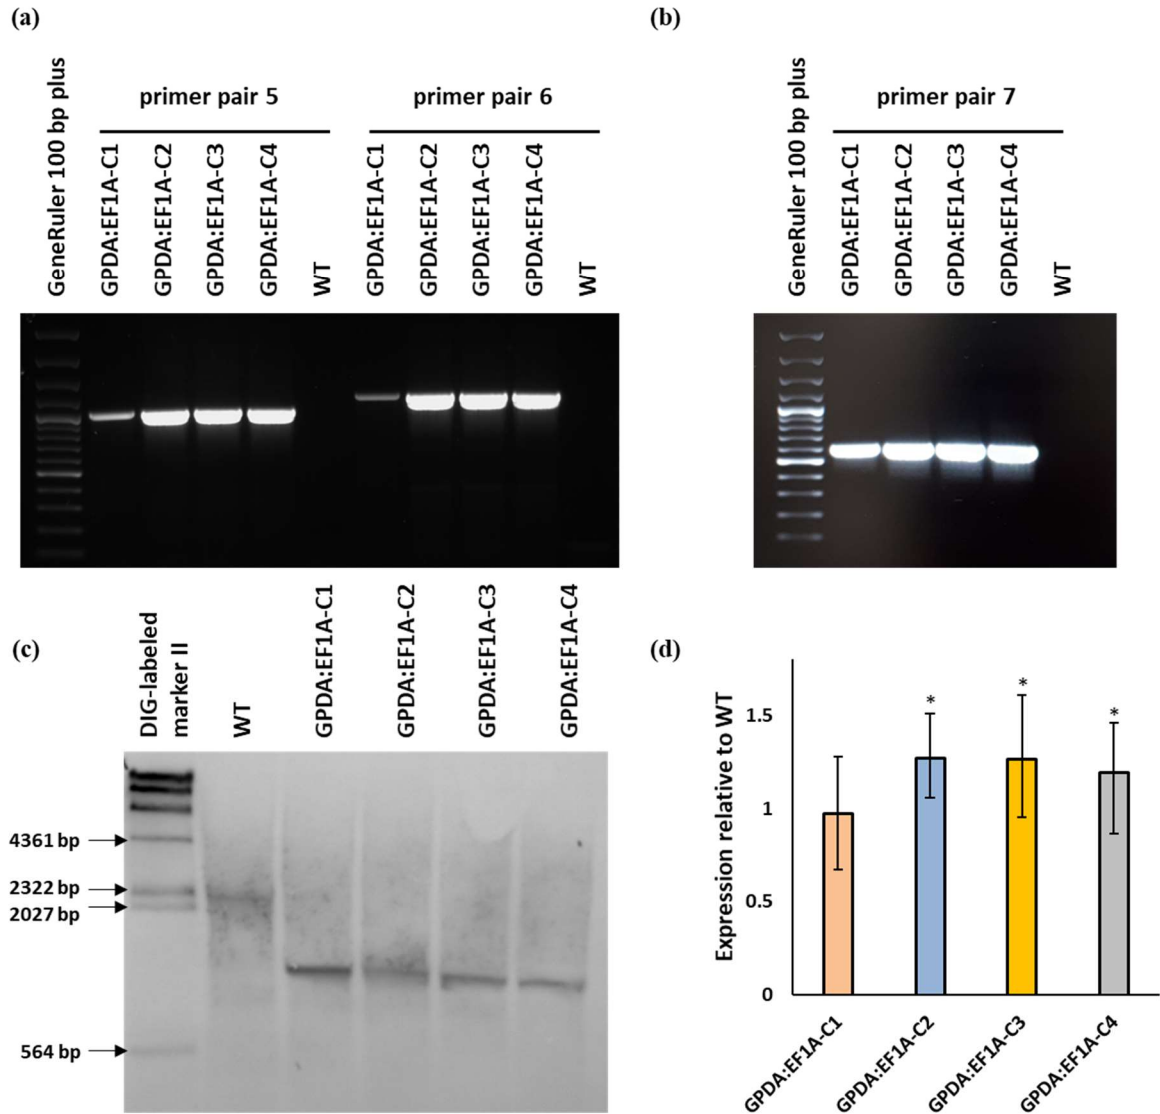 (a)
GeneRuler 100 bp plus
primer pair 5
GPDA:EF1A-C1
GPDA:EF1A-C2
GPDA:EF1A-C3
GPDA:EF1A-C4
WT
primer pair 6
GPDA:EF1A-C1
GPDA:EF1A-C2
GPDA:EF1A-C3
GPDA:EF1A-C4
WT
(b)
GeneRuler 100 bp plus
primer pair 7
GPDA:EF1A-C1
GPDA:EF1A-C2
GPDA:EF1A-C3
GPDA:EF1A-C4
WT
(c)
DIG-labeled
marker II
WT
GPDA:EF1A-C1
GPDA:EF1A-C2
GPDA:EF1A-C3
GPDA:EF1A-C4
4361 bp
2322 bp
2027 bp
564 bp
(d)
Expression relative to WT
1.5
1
0.5
0
*
*
*
GPDA:EF1A-C1
GPDA:EF1A-C2
GPDA:EF1A-C3
GPDA:EF1A-C4